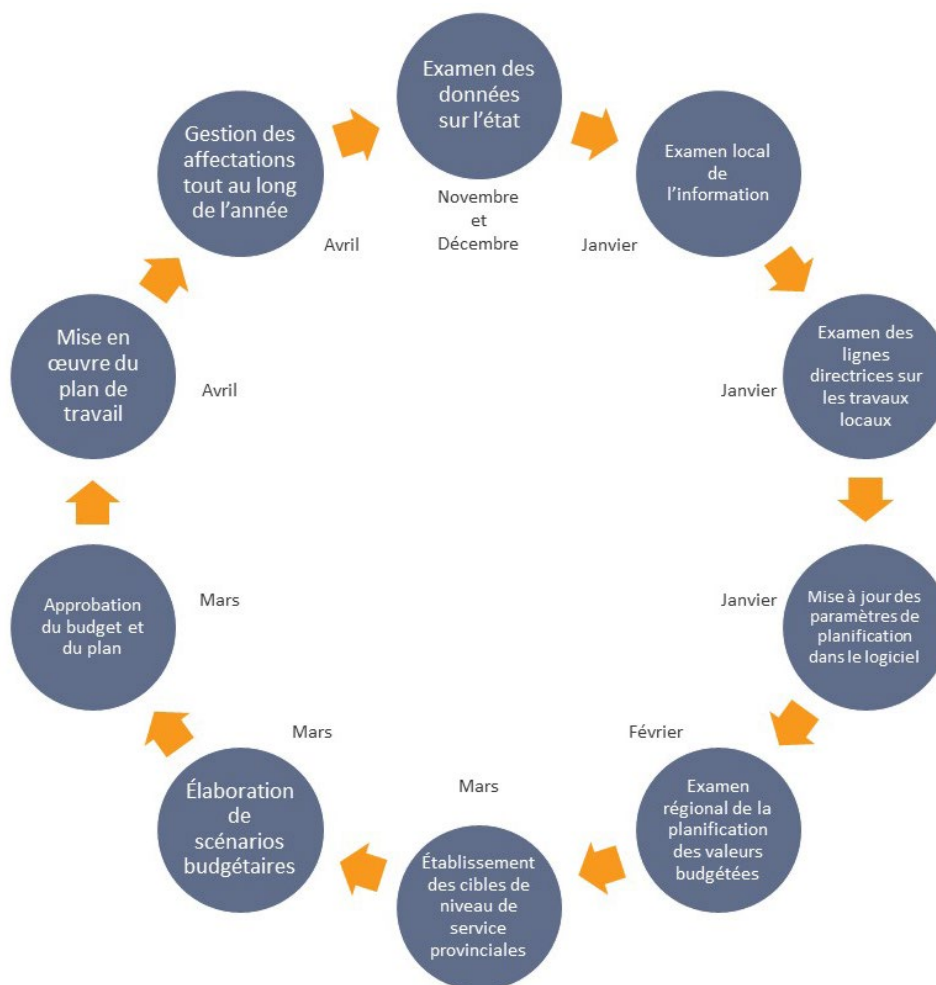 Examen des
données
sur l'état
Novembre
et
Décembre
Examen local
de
l'information
Janvier
Examen des
lignes
directrices sur
les travaux
locaux
Janvier
Mise à jour des
paramètres de
planification
dans le logiciel
Janvier
Examen
régional de la
planification
des valeurs
budgétées
Février
Établissement
des cibles de
niveau de
service
provinciales
Mars
Élaboration
de
scénarios
budgétaires
Mars
Approbation
du budget et
du plan
Mars
Mise en
œuvre du
plan de
travail
Avril
Gestion des
affectations
tout au long
de l'année
Avril